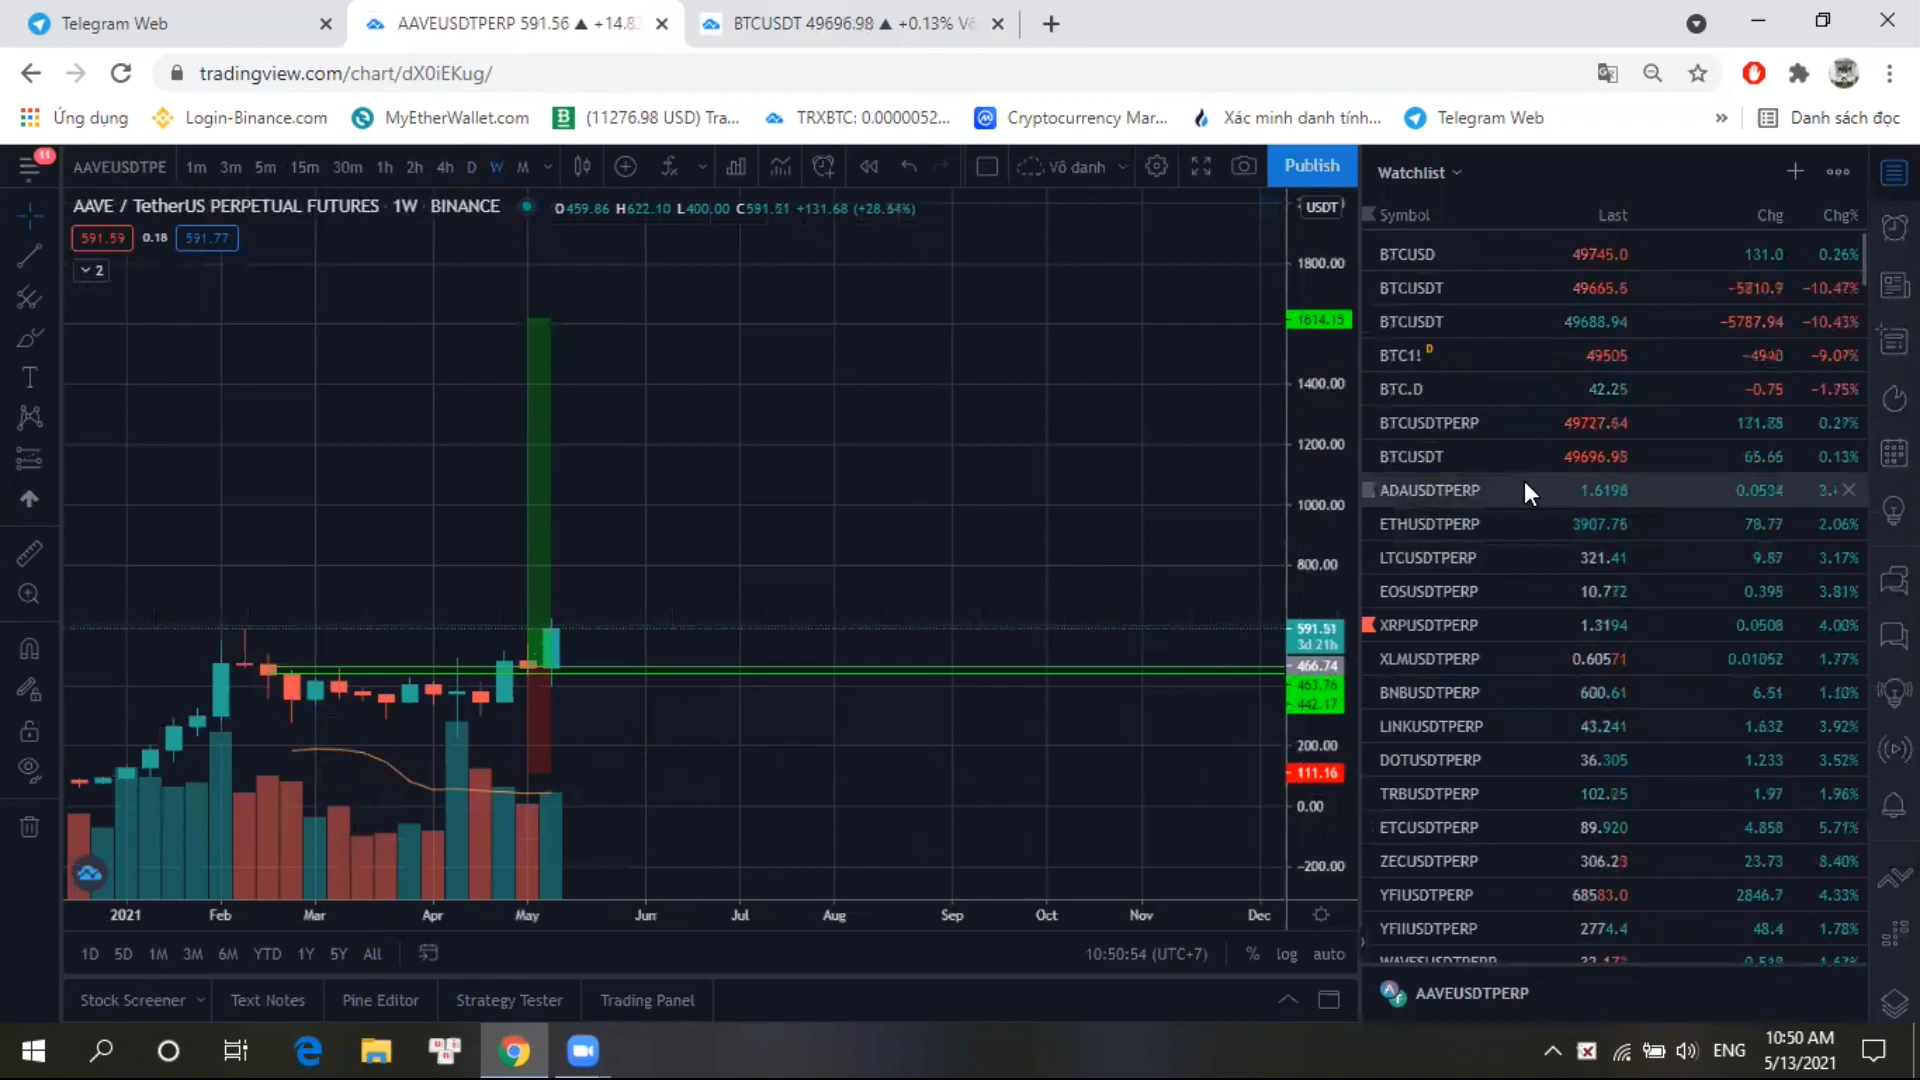 Telegram Web
AAVEUSDTPERP 591.56 ▲ +14.8
BTCUSDT 49696.98 ▲ +0.13% Vô
tradingview.com/chart/dX0iEKug/
Ứng dụng
Login-Binance.com
MyEtherWallet.com
(11276.98 USD) Tra...
TRXBTC: 0.0000052...
Cryptocurrency Mar...
Xác minh danh tính...
Telegram Web
»
Danh sách đọc
11
AAVEUSDTPE 1m 3m 5m 15m 30m 1h 2h 4h D W M
Vô danh
Publish
AAVE / TetherUS PERPETUAL FUTURES · 1W · BINANCE
O459.86 H622.10 L400.00 C591.51 +131.68 (+28.64%)
591.59 0.18 591.77
2
USDT
1800.00
1614.15
1400.00
1200.00
1000.00
800.00
591.51
3d 21h
466.74
463.76
442.17
200.00
111.16
0.00
−200.00
2021 Feb Mar Apr May Jun Jul Aug Sep Oct Nov Dec
1D 5D 1M 3M 6M YTD 1Y 5Y All
10:50:54 (UTC+7) % log auto
Stock Screener Text Notes Pine Editor Strategy Tester Trading Panel
Watchlist
Symbol Last Chg Chg%
BTCUSD 49745.0 131.0 0.26%
BTCUSDT 49665.6 −5810.9 −10.47%
BTCUSDT 49688.94 −5787.94 −10.43%
BTC1! D 49505 −4940 −9.07%
BTC.D 42.25 −0.75 −1.75%
BTCUSDTPERP 49727.64 131.88 0.27%
BTCUSDT 49696.98 65.65 0.13%
ADAUSDTPERP 1.6198 0.0534
ETHUSDTPERP 3907.76 78.77 2.06%
LTCUSDTPERP 321.41 9.87 3.17%
EOSUSDTPERP 10.772 0.395 3.81%
XRPUSDTPERP 1.3194 0.0508 4.00%
XLMUSDTPERP 0.60571 0.01052 1.77%
BNBUSDTPERP 600.61 6.51 1.10%
LINKUSDTPERP 43.241 1.632 3.92%
DOTUSDTPERP 36.305 1.233 3.52%
TRBUSDTPERP 102.25 1.97 1.96%
ETCUSDTPERP 89.920 4.858 5.71%
ZECUSDTPERP 306.23 23.73 8.40%
YFIUSDTPERP 68583.0 2846.7 4.33%
YFIIUSDTPERP 2774.4 48.4 1.78%
WAVESUSDTPERP
AAVEUSDTPERP
ENG
10:50 AM
5/13/2021